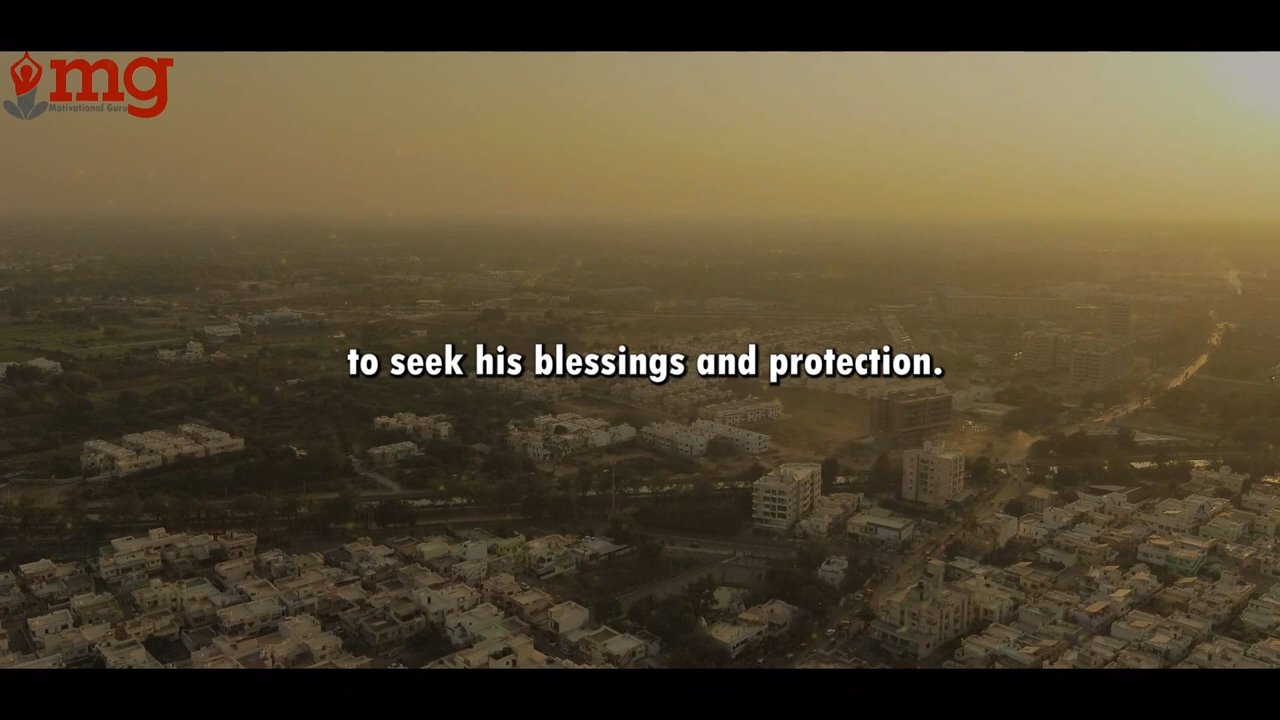 mg
Motivational Guru
to seek his blessings and protection.